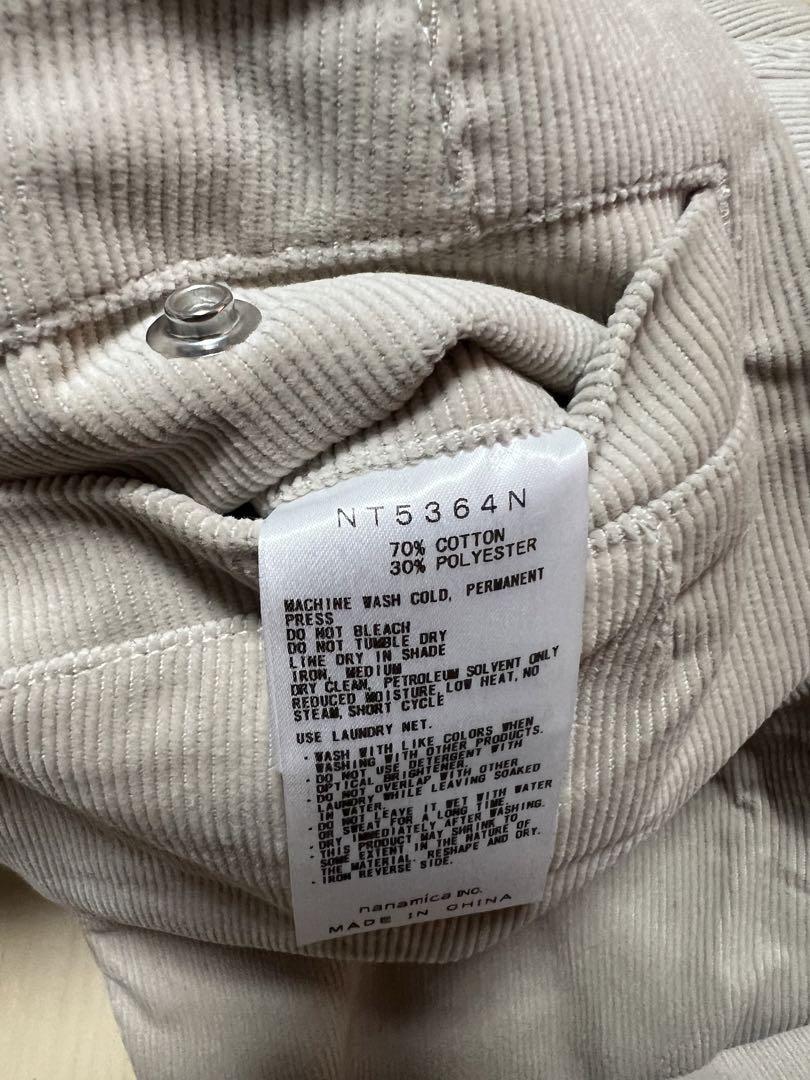 NT5364N
70% COTTON
30% POLYESTER
MACHINE WASH COLD, PERMANENT
PRESS
DO NOT BLEACH
DO NOT TUMBLE DRY
LINE DRY IN SHADE
IRON, MEDIUM
DRY CLEAN, PETROLEUM SOLVENT ONLY
REDUCED MOISTURE, LOW HEAT, NO
STEAM, SHORT CYCLE
USE LAUNDRY NET.
・WASH WITH LIKE COLORS WHEN
WASHING WITH OTHER PRODUCTS.
・DO NOT USE DETERGENT WITH
OPTICAL BRIGHTENER.
・DO NOT OVERLAP WITH OTHER
LAUNDRY WHILE LEAVING SOAKED
IN WATER.
・DO NOT LEAVE IT WET WITH WATER
OR SWEAT FOR A LONG TIME.
・DRY IMMEDIATELY AFTER WASHING.
・THIS PRODUCT MAY SHRINK TO
SOME EXTENT IN THE NATURE OF
THE MATERIAL. RESHAPE AND DRY.
・IRON REVERSE SIDE.
nanamica INC.
MADE IN CHINA